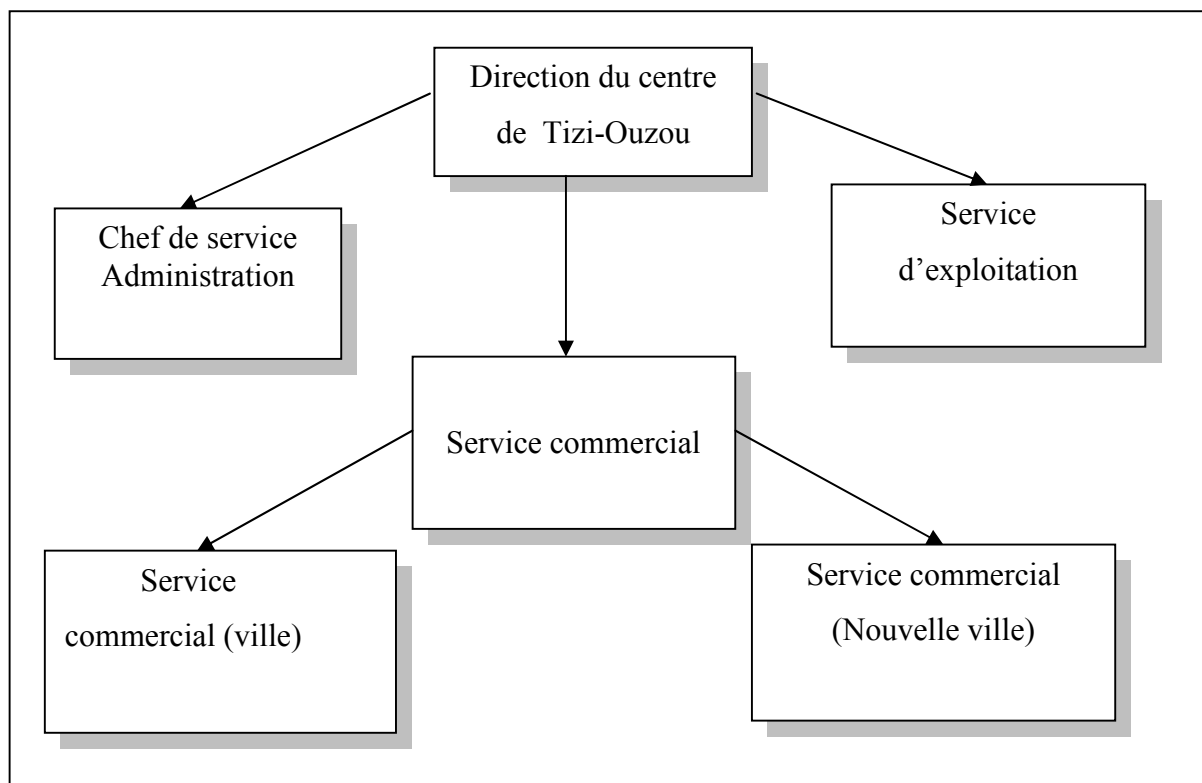 Direction du centre
de Tizi-Ouzou
Chef de service
Administration
Service
d’exploitation
Service commercial
Service
commercial (ville)
Service commercial
(Nouvelle ville)